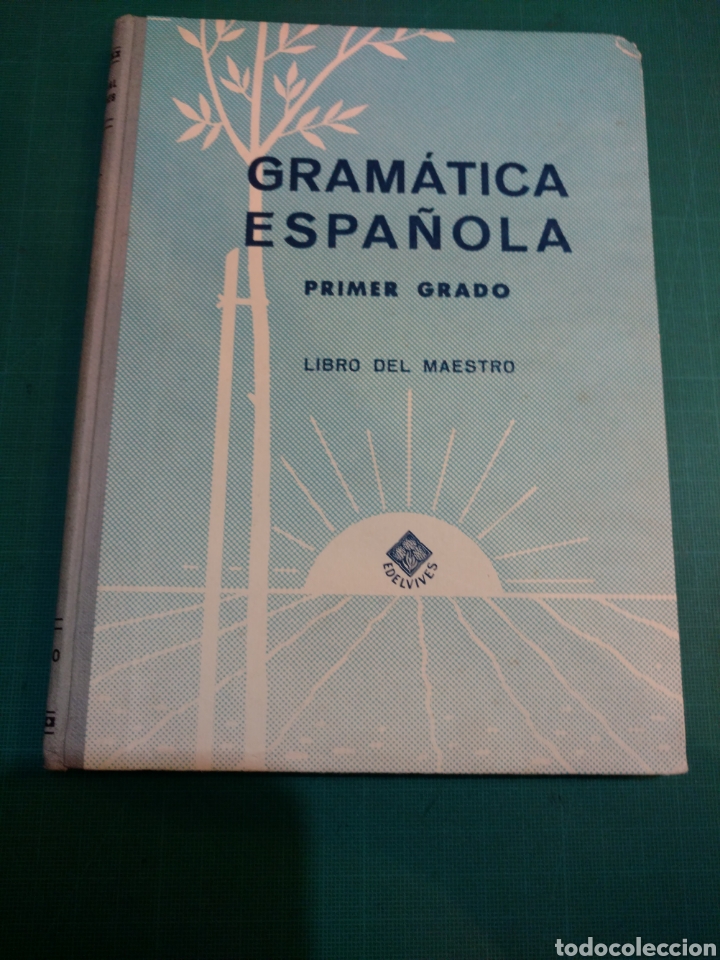 GRAMÁTICA
ESPAÑOLA
PRIMER GRADO
LIBRO DEL MAESTRO
EDELVIVES
todocoleccion